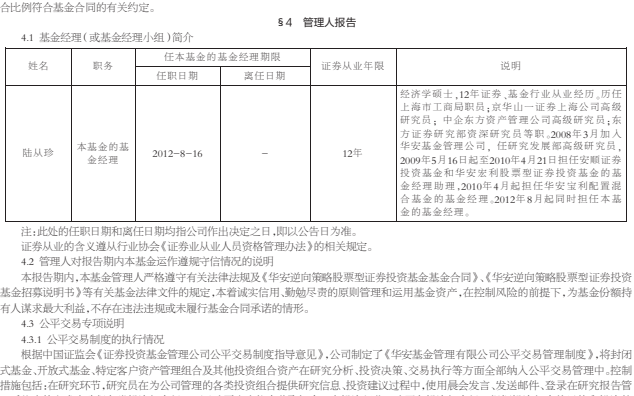 合比例符合基金合同的有关约定。
§4 管理人报告
4.1 基金经理(或基金经理小组)简介
姓名
职务
任本基金的基金经理期限
任职日期
离任日期
证券从业年限
说明
陆从珍
本基金的基
金经理
2012-8-16
-
12年
经济学硕士,12年证券、基金行业从业经历。历任
上海市工商局职员;京华山一证券上海公司高级
研究员;中企东方资产管理公司高级研究员;东
方证券研究部资深研究员等职。2008年3月加入
华安基金管理公司,任研究发展部高级研究员,
2009年5月16日起至2010年4月21日担任安顺证券
投资基金和华安宏利股票型证券投资基金的基
金经理助理,2010年4月起担任华安宝利配置混
合基金的基金经理。2012年8月起同时担任本基
金的基金经理。
注:此处的任职日期和离任日期均指公司作出决定之日,即以公告日为准。
证券从业的含义遵从行业协会《证券业从业人员资格管理办法》的相关规定。
4.2 管理人对报告期内本基金运作遵规守信情况的说明
本报告期内,本基金管理人严格遵守有关法律法规及《华安逆向策略股票型证券投资基金基金合同》、《华安逆向策略股票型证券投资
基金招募说明书》等有关基金法律文件的规定,本着诚实信用、勤勉尽责的原则管理和运用基金资产,在控制风险的前提下,为基金份额持
有人谋求最大利益,不存在违法违规或未履行基金合同承诺的情形。
4.3 公平交易专项说明
4.3.1 公平交易制度的执行情况
根据中国证监会《证券投资基金管理公司公平交易制度指导意见》,公司制定了《华安基金管理有限公司公平交易管理制度》,将封闭
式基金、开放式基金、特定客户资产管理组合及其他投资组合资产在研究分析、投资决策、交易执行等方面全部纳入公平交易管理中。控制
措施包括:在研究环节,研究员在为公司管理的各类投资组合提供研究信息、投资建议过程中,使用晨会发言、发送邮件、登录在研究报告管